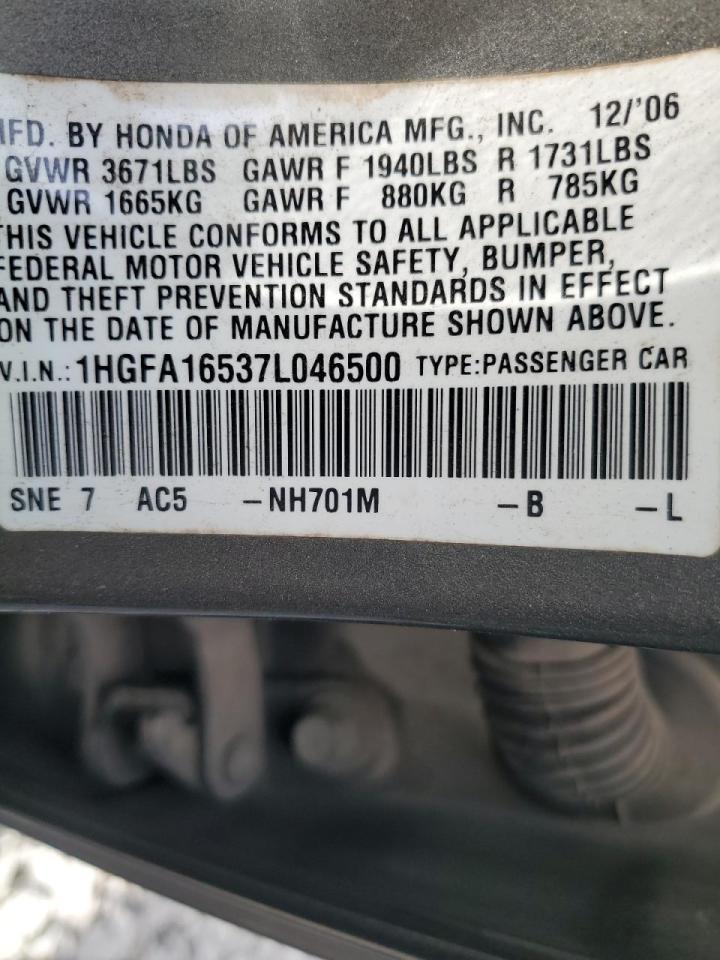 MFD. BY HONDA OF AMERICA MFG., INC. 12/'06
GVWR 3671LBS GAWR F 1940LBS R 1731LBS
GVWR 1665KG GAWR F 880KG R 785KG
THIS VEHICLE CONFORMS TO ALL APPLICABLE
FEDERAL MOTOR VEHICLE SAFETY, BUMPER,
AND THEFT PREVENTION STANDARDS IN EFFECT
ON THE DATE OF MANUFACTURE SHOWN ABOVE.
V.I.N.: 1HGFA16537L046500 TYPE:PASSENGER CAR
SNE 7 AC5 -NH701M -B -L